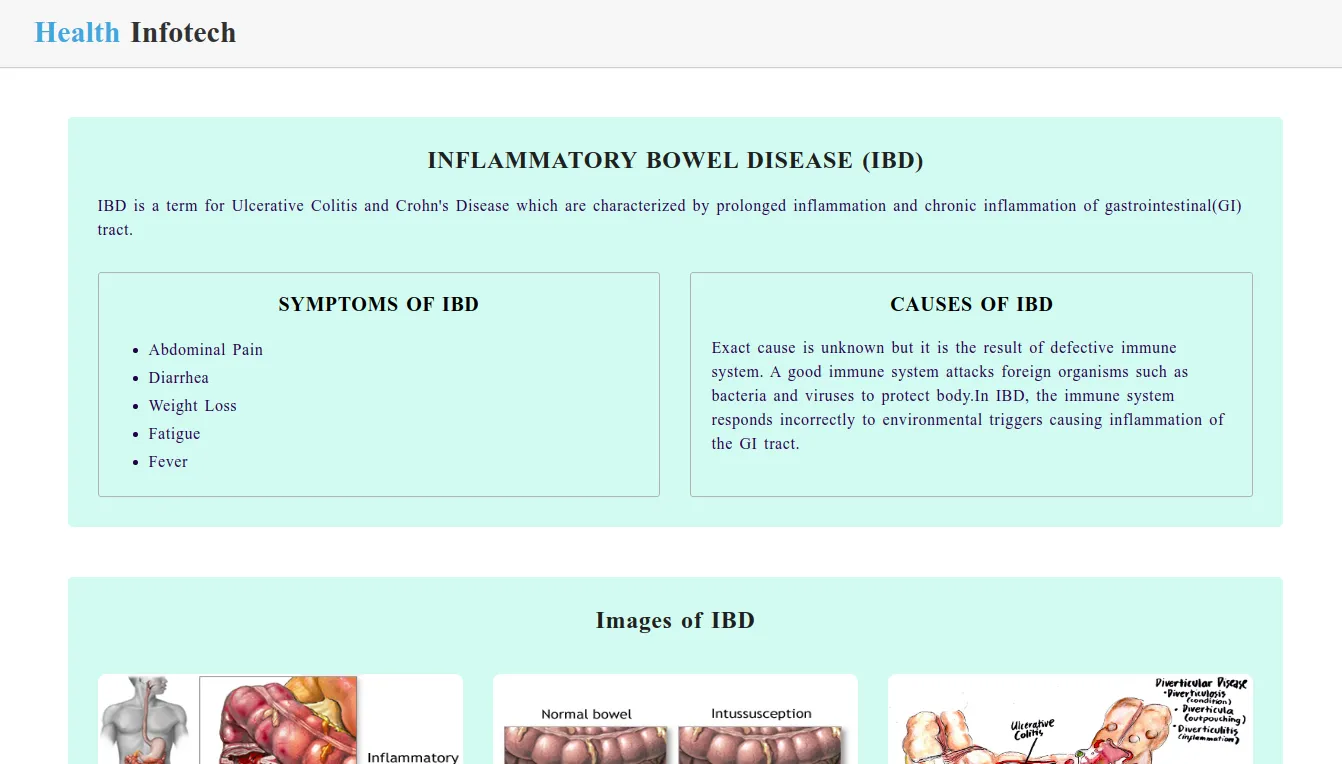 Health Infotech
INFLAMMATORY BOWEL DISEASE (IBD)
IBD is a term for Ulcerative Colitis and Crohn's Disease which are characterized by prolonged inflammation and chronic inflammation of gastrointestinal(GI)
tract.
SYMPTOMS OF IBD
• Abdominal Pain
• Diarrhea
• Weight Loss
• Fatigue
• Fever
CAUSES OF IBD
Exact cause is unknown but it is the result of defective immune
system. A good immune system attacks foreign organisms such as
bacteria and viruses to protect body.In IBD, the immune system
responds incorrectly to environmental triggers causing inflammation of
the GI tract.
Images of IBD
Inflammatory
Normal bowel
Intussusception
Ulcerative
Colitis
Diverticular Disease
• Diverticulosis
(condition)
• Diverticula
(outpouching)
• Diverticulitis
(inflammation)